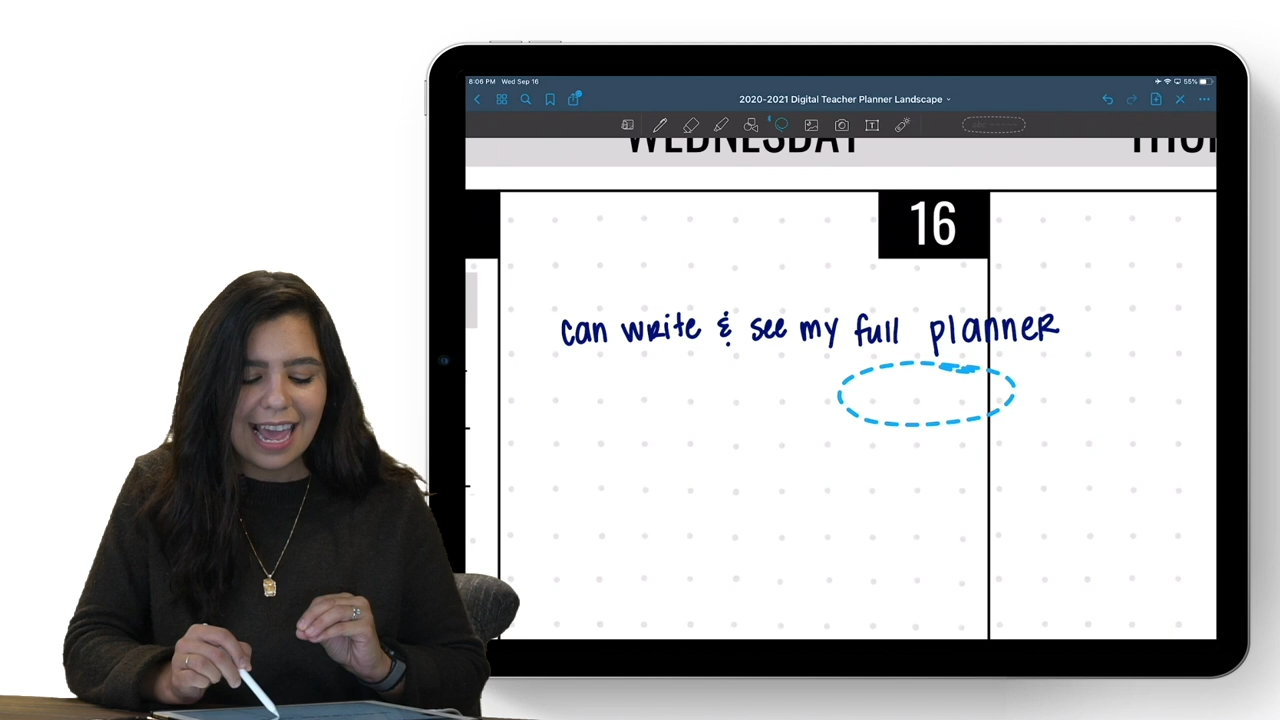 8:06 PM Wed Sep 16
55%
2020-2021 Digital Teacher Planner Landscape
WEDNESDAY
16
can write & see my full planner